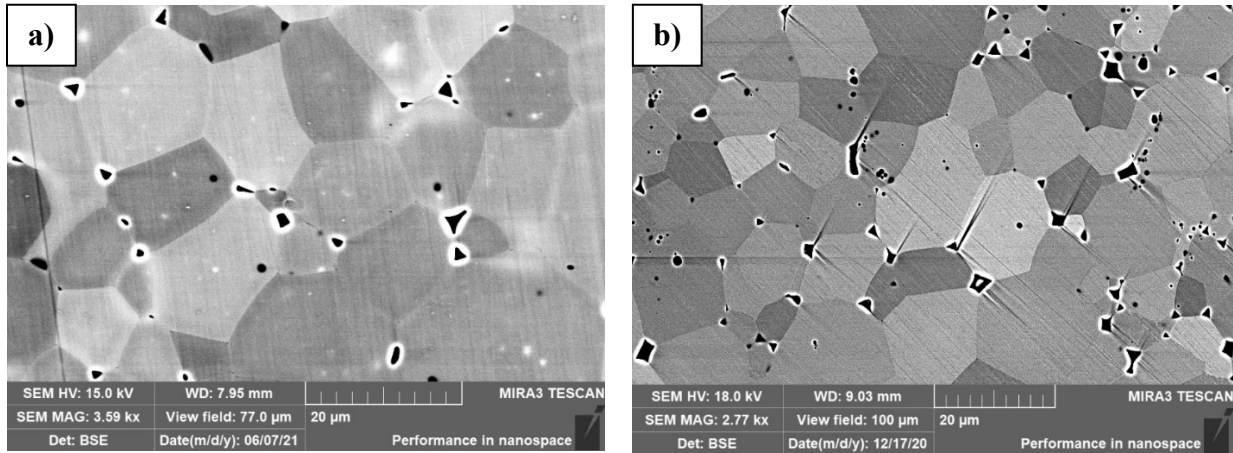 a)
SEM HV: 15.0 kV WD: 7.95 mm MIRA3 TESCAN
SEM MAG: 3.59 kx View field: 77.0 µm 20 µm
Det: BSE Date(m/d/y): 06/07/21 Performance in nanospace
b)
SEM HV: 18.0 kV WD: 9.03 mm MIRA3 TESCAN
SEM MAG: 2.77 kx View field: 100 µm 20 µm
Det: BSE Date(m/d/y): 12/17/20 Performance in nanospace